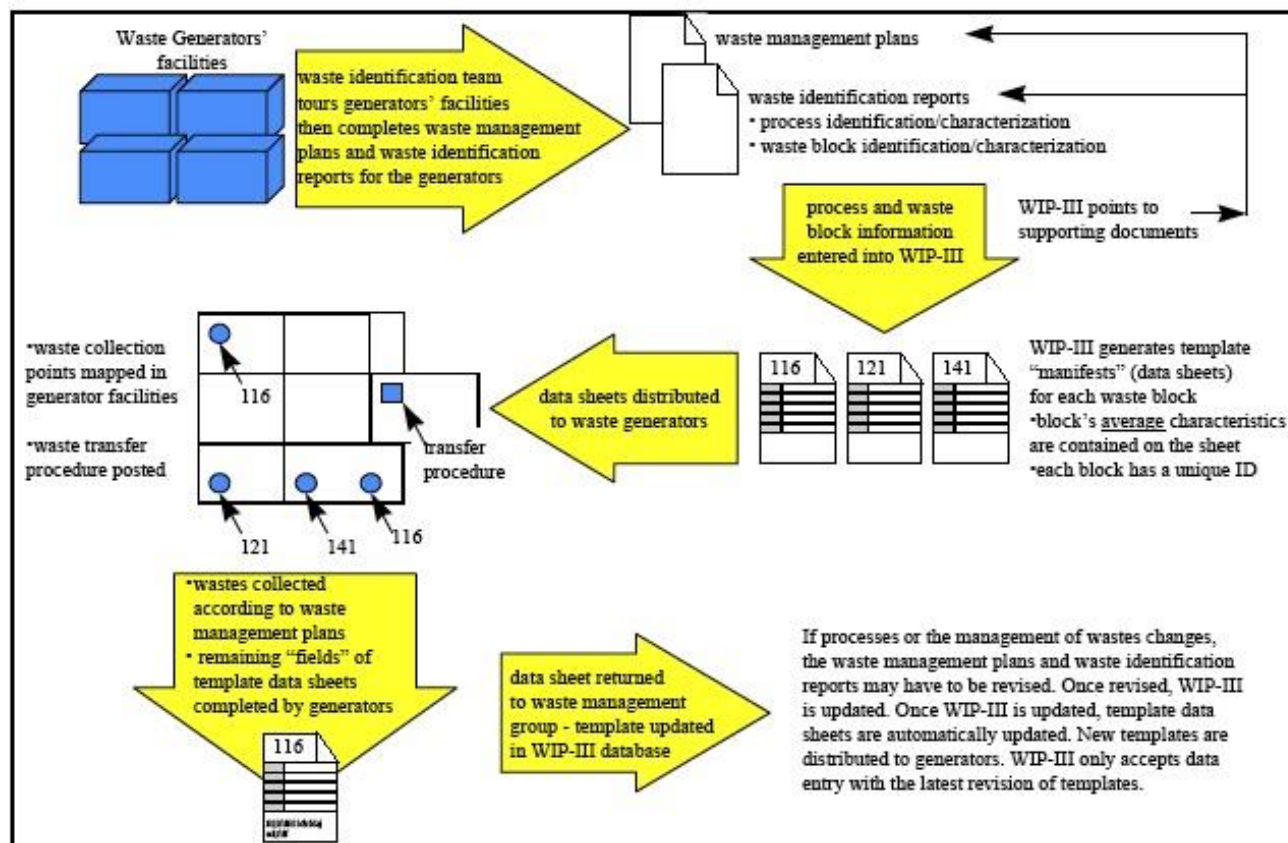 Waste Generators’
facilities
waste identification team
tours generators’ facilities
then completes waste management
plans and waste identification
reports for the generators
waste management plans
waste identification reports
• process identification/characterization
• waste block identification/characterization
process and waste
block information
entered into WIP-III
WIP-III points to
supporting documents
•waste collection
points mapped in
generator facilities
•waste transfer
procedure posted
116
transfer
procedure
121
141
116
data sheets distributed
to waste generators
116
121
141
WIP-III generates template
“manifests” (data sheets)
for each waste block
•block’s average characteristics
are contained on the sheet
•each block has a unique ID
•wastes collected
according to waste
management plans
• remaining “fields” of
template data sheets
completed by generators
116
data sheet returned
to waste management
group - template updated
in WIP-III database
If processes or the management of wastes changes,
the waste management plans and waste identification
reports may have to be revised. Once revised, WIP-III
is updated. Once WIP-III is updated, template data
sheets are automatically updated. New templates are
distributed to generators. WIP-III only accepts data
entry with the latest revision of templates.